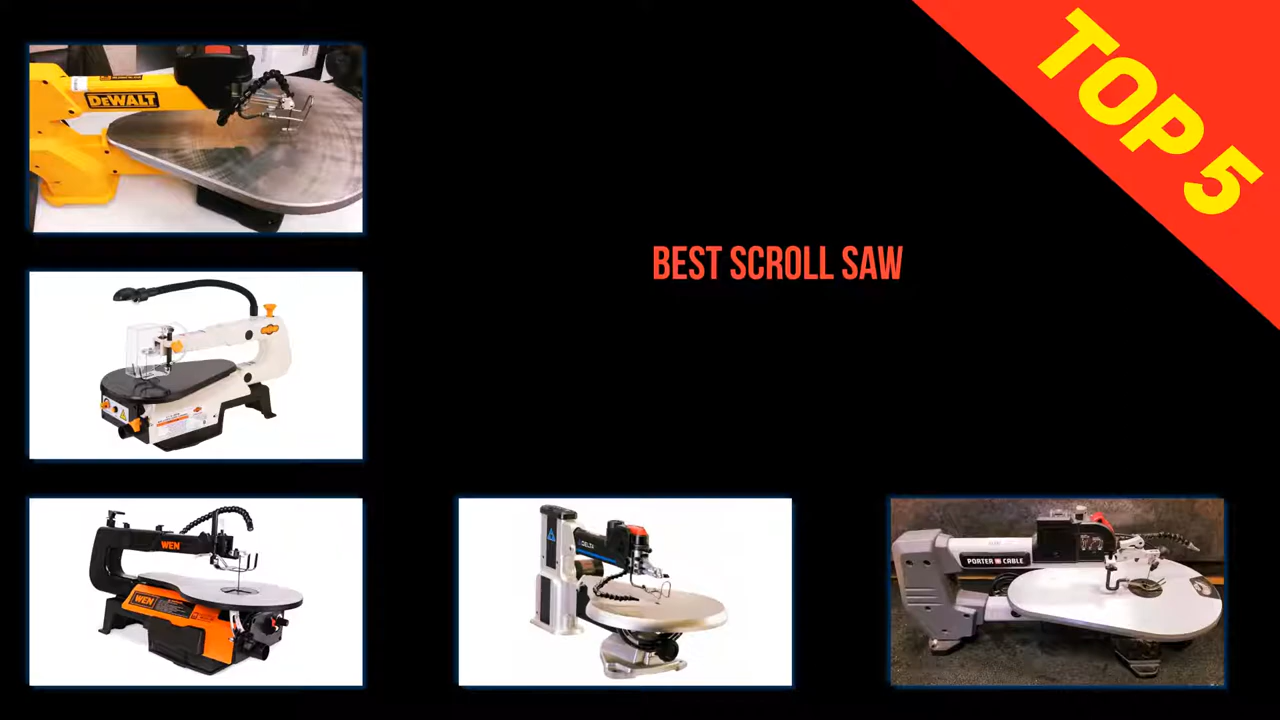 TOP 5
DEWALT
BEST SCROLL SAW
WEN
WEN
DELTA
PORTER CABLE